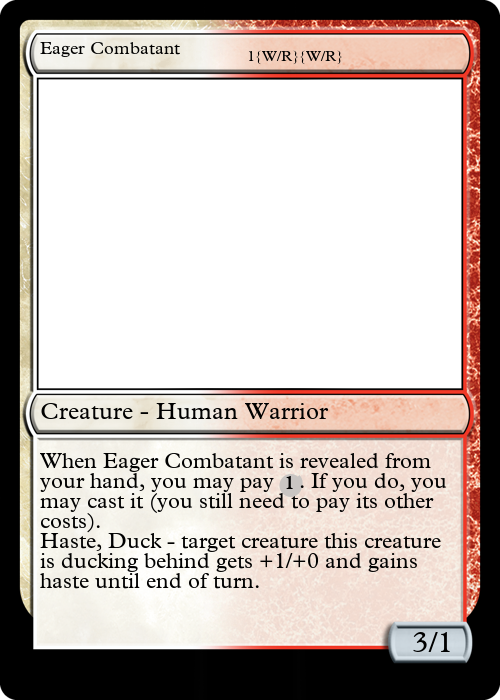 Eager Combatant 1{W/R}{W/R}
Creature - Human Warrior
When Eager Combatant is revealed from
your hand, you may pay 1. If you do, you
may cast it (you still need to pay its other
costs).
Haste, Duck - target creature this creature
is ducking behind gets +1/+0 and gains
haste until end of turn.
3/1